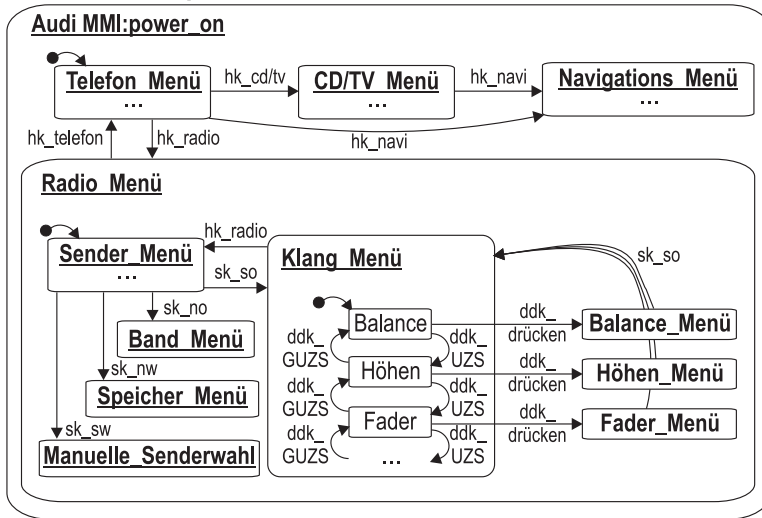 Audi MMI:power_on
Telefon_Menü
...
hk_cd/tv
CD/TV_Menü
...
hk_navi
Navigations_Menü
...
hk_telefon
hk_radio
hk_navi
Radio_Menü
Sender_Menü
...
hk_radio
sk_so
Klang_Menü
sk_so
sk_no
Band_Menü
sk_nw
Speicher_Menü
sk_sw
Manuelle_Senderwahl
Balance
ddk_
drücken
Balance_Menü
ddk_
GUZS
ddk_
UZS
Höhen
ddk_
drücken
Höhen_Menü
ddk_
GUZS
ddk_
UZS
Fader
ddk_
drücken
Fader_Menü
ddk_
GUZS
ddk_
UZS
...